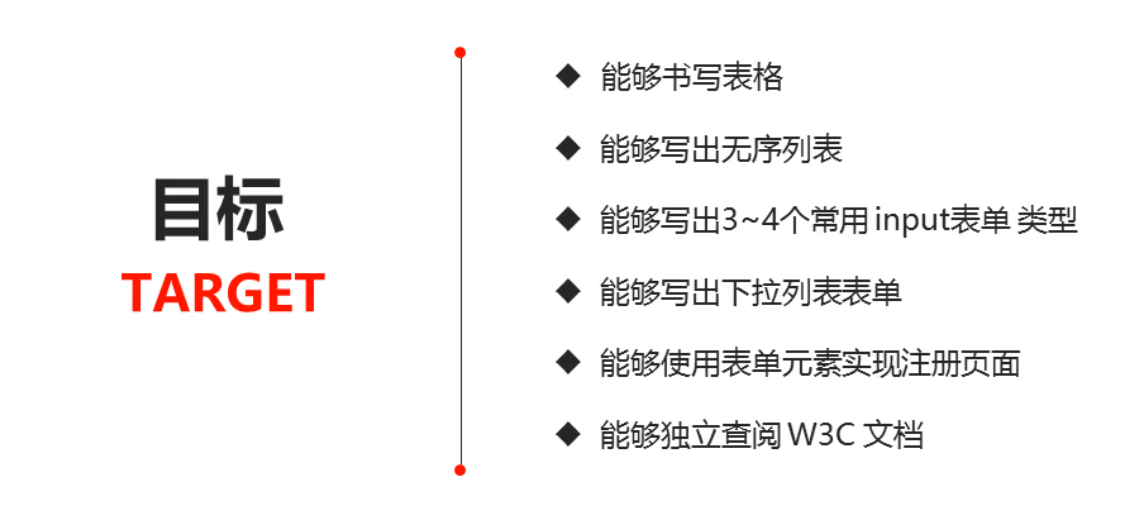 目标
TARGET
◆ 能够书写表格
◆ 能够写出无序列表
◆ 能够写出3~4个常用 input表单 类型
◆ 能够写出下拉列表表单
◆ 能够使用表单元素实现注册页面
◆ 能够独立查阅 W3C 文档